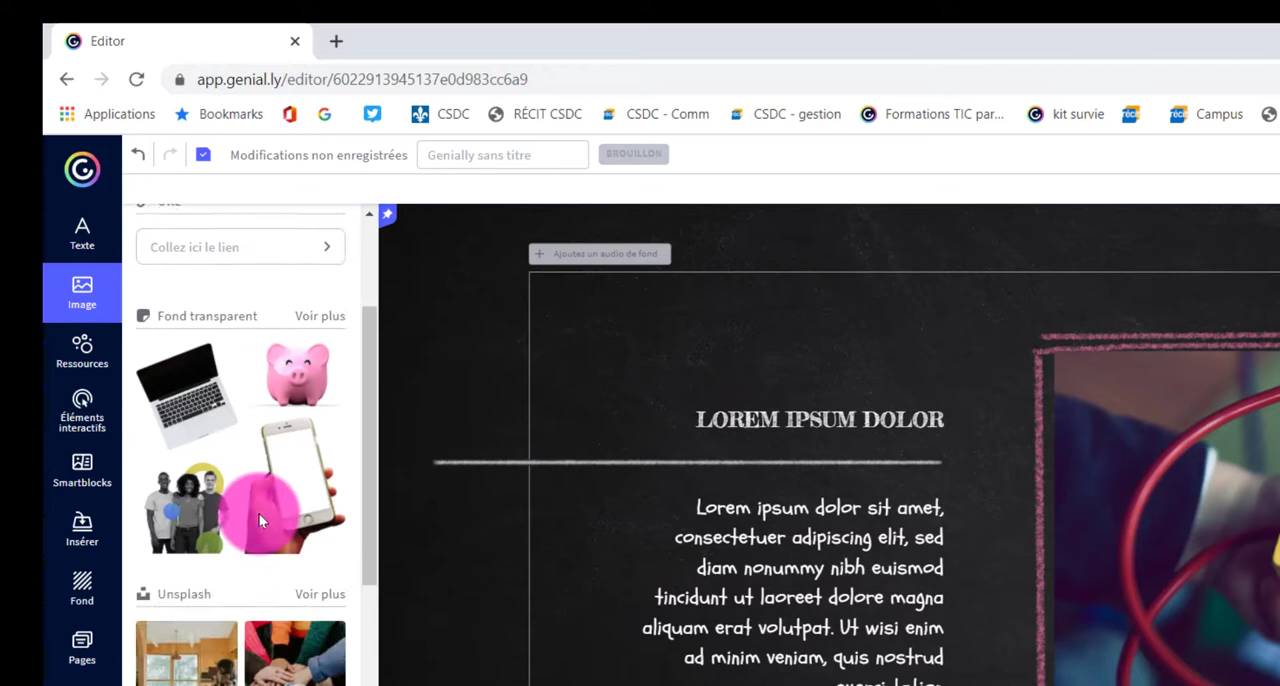 Editor
app.genial.ly/editor/6022913945137e0d983cc6a9
Applications
Bookmarks
CSDC
RÉCIT CSDC
CSDC - Comm
CSDC - gestion
Formations TIC par...
kit survie
Campus
Modifications non enregistrées
Genially sans titre
BROUILLON
Texte
Image
Ressources
Éléments
interactifs
Smartblocks
Insérer
Fond
Pages
Collez ici le lien
Fond transparent
Voir plus
Unsplash
Voir plus
Ajoutez un audio de fond
LOREM IPSUM DOLOR
Lorem ipsum dolor sit amet,
consectetuer adipiscing elit, sed
diam nonummy nibh euismod
tincidunt ut laoreet dolore magna
aliquam erat volutpat. Ut wisi enim
ad minim veniam, quis nostrud